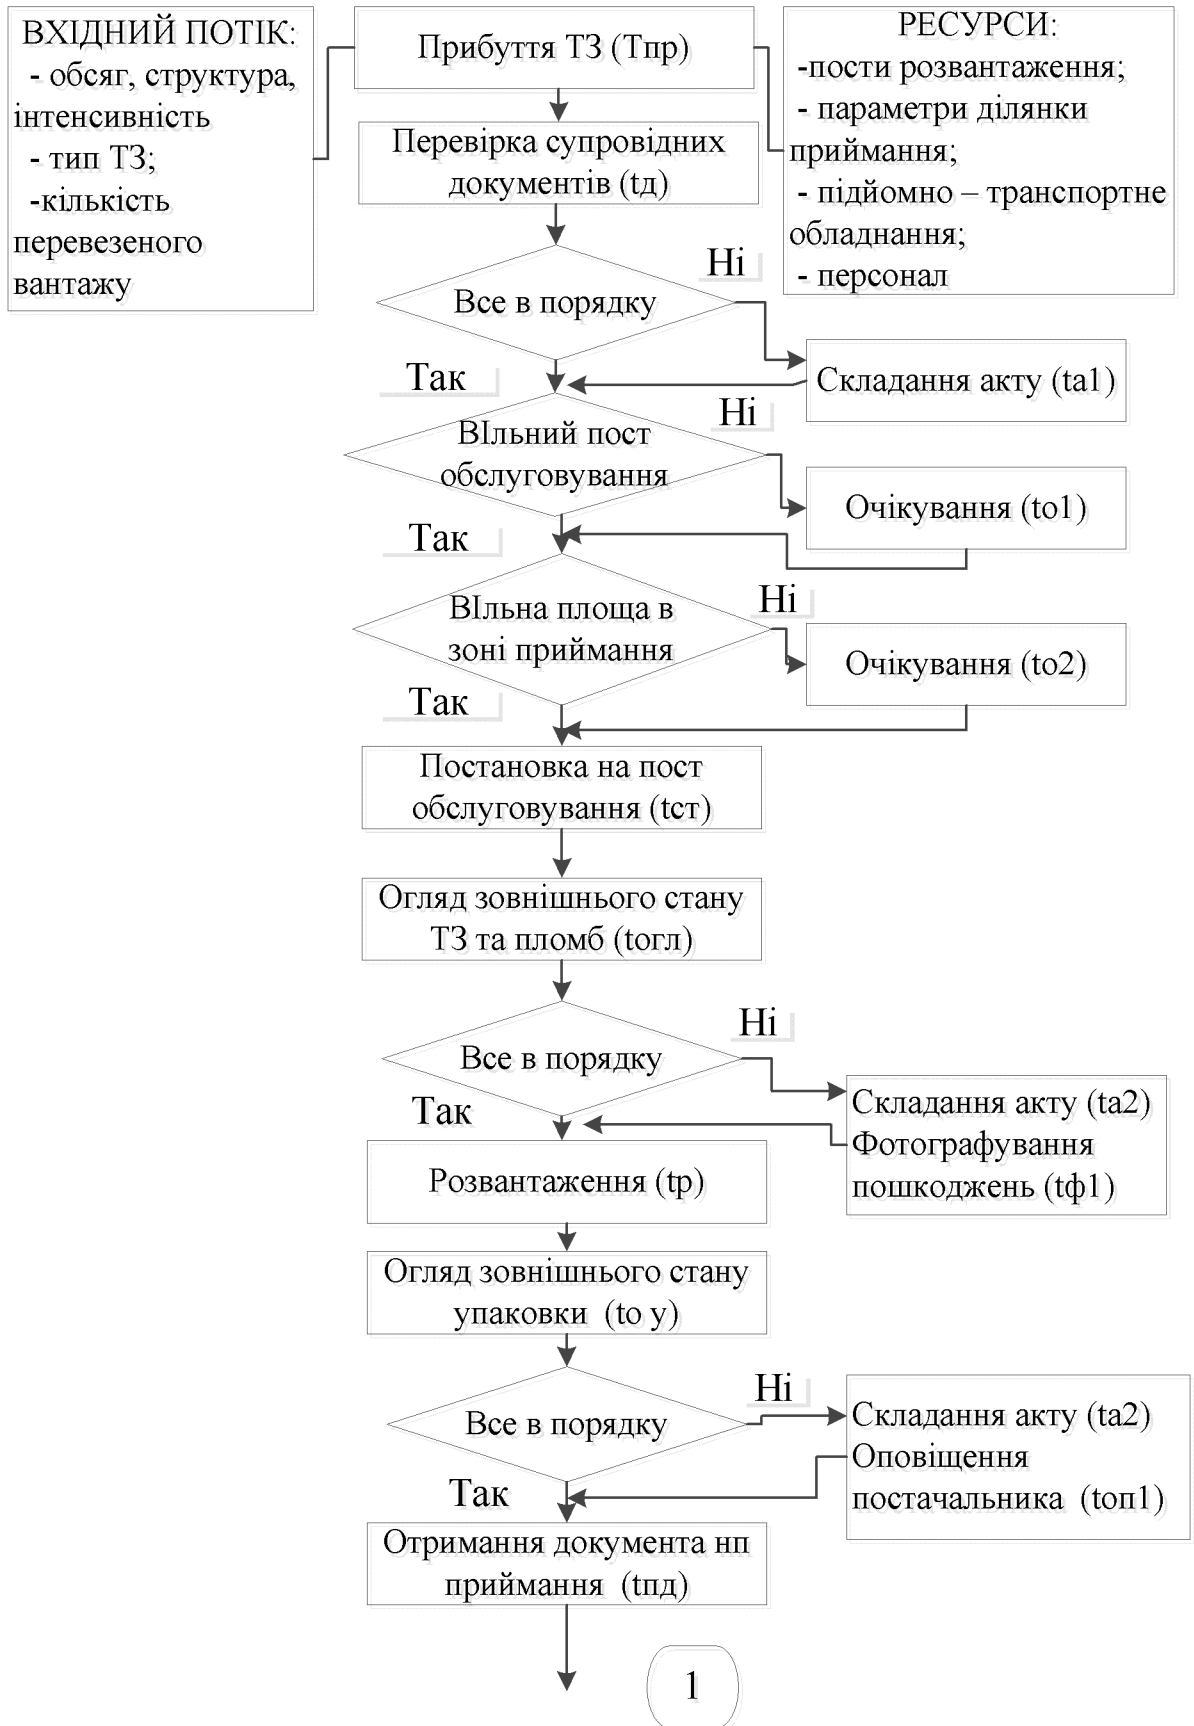 ВХІДНИЙ ПОТІК:
- обсяг, структура,
інтенсивність
- тип ТЗ;
-кількість
перевезеного
вантажу
Прибуття ТЗ (Тпр)
РЕСУРСИ:
-пости розвантаження;
- параметри ділянки
приймання;
- підйомно – транспортне
обладнання;
- персонал
Перевірка супровідних
документів (tд)
Все в порядку
Ні
Складання акту (tа1)
Так
ВІльний пост
обслуговування
Ні
Очікування (tо1)
Так
ВІльна площа в
зоні приймання
Ні
Очікування (tо2)
Так
Постановка на пост
обслуговування (tст)
Огляд зовнішнього стану
ТЗ та пломб (tогл)
Все в порядку
Ні
Складання акту (tа2)
Фотографування
пошкоджень (tф1)
Так
Розвантаження (tр)
Огляд зовнішнього стану
упаковки (tо у)
Все в порядку
Ні
Складання акту (tа2)
Оповіщення
постачальника (tоп1)
Так
Отримання документа нп
приймання (tпд)
1